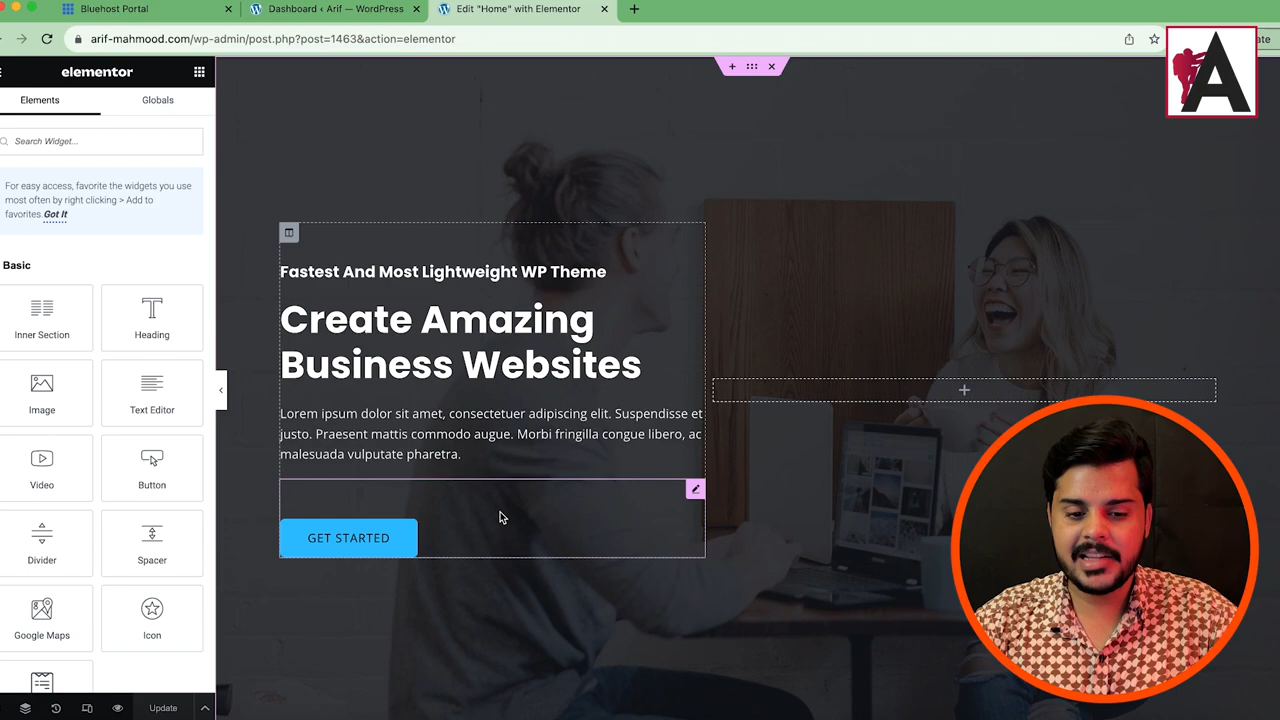 Bluehost Portal
Dashboard ‹ Arif — WordPress
Edit "Home" with Elementor
arif-mahmood.com/wp-admin/post.php?post=1463&action=elementor
A
elementor
Elements
Globals
Search Widget...
For easy access, favorite the widgets you
use most often by right clicking > Add to
favorites. Got It
Basic
Inner Section
Heading
Image
Text Editor
Video
Button
Divider
Spacer
Google Maps
Icon
Update
Fastest And Most Lightweight WP Theme
Create Amazing
Business Websites
Lorem ipsum dolor sit amet, consectetuer adipiscing elit. Suspendisse et
justo. Praesent mattis commodo augue. Morbi fringilla congue libero, ac
malesuada vulputate pharetra.
GET STARTED